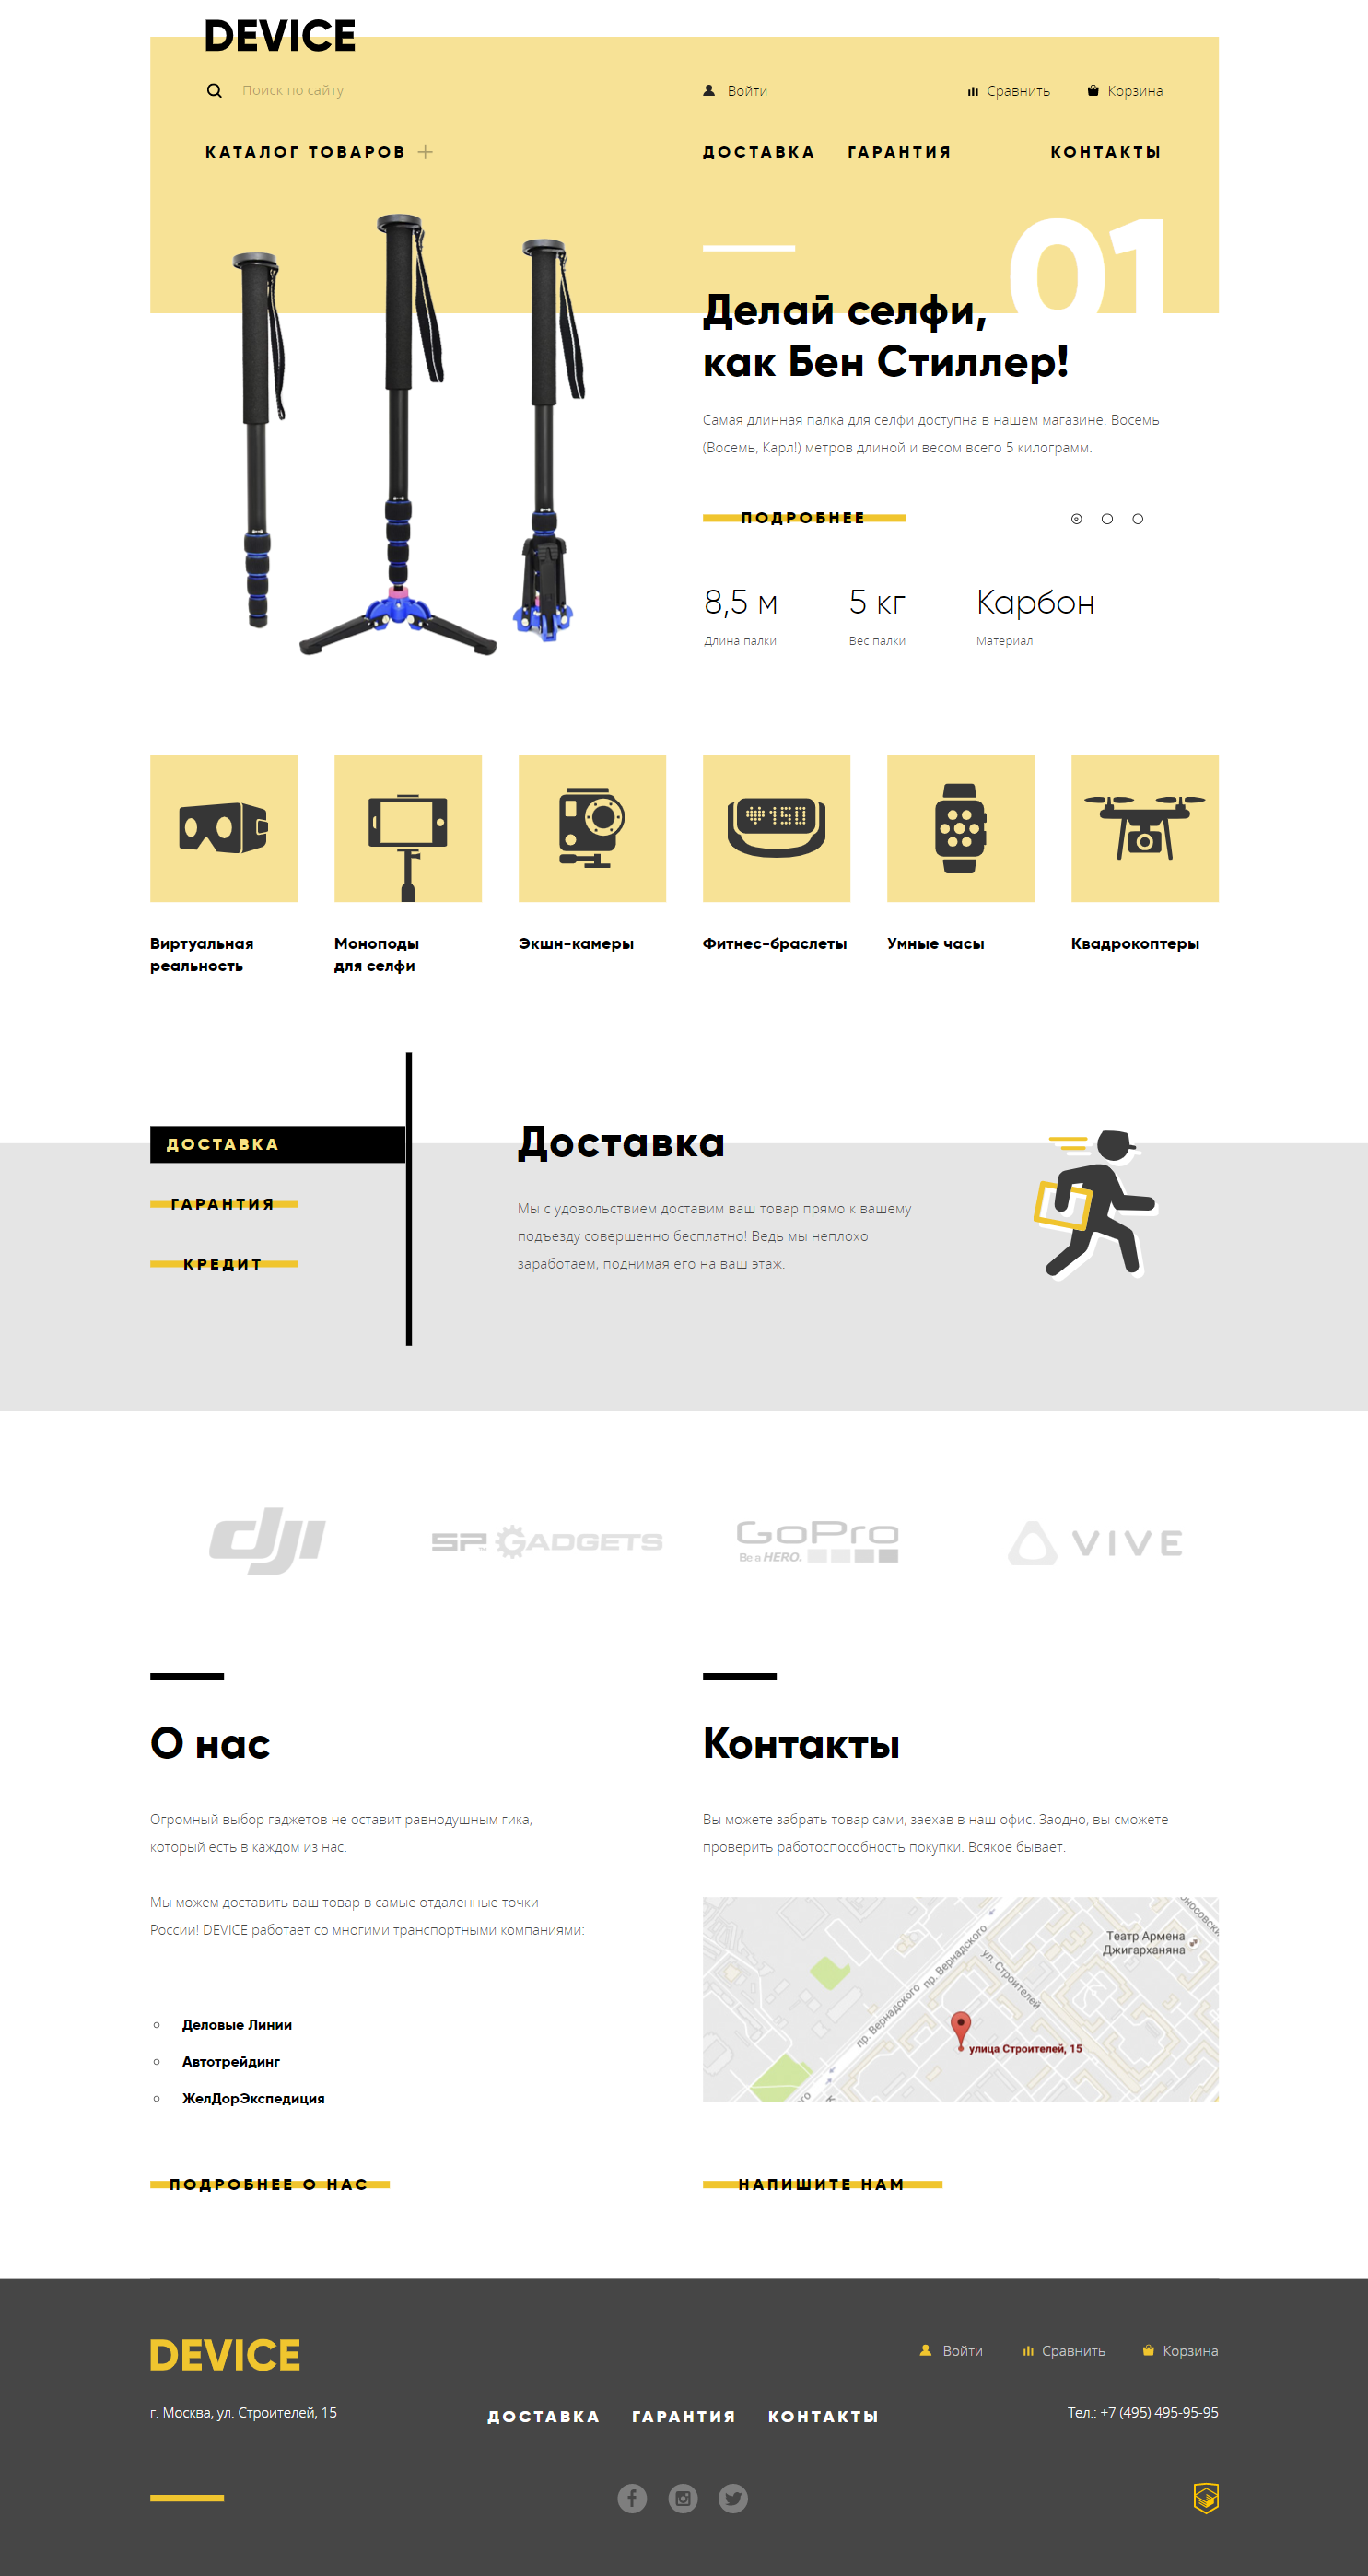 DEVICE
Поиск по сайту
Войти
Сравнить
Корзина
КАТАЛОГ ТОВАРОВ
ДОСТАВКА
ГАРАНТИЯ
КОНТАКТЫ
01
Делай селфи,
как Бен Стиллер!
Самая длинная палка для селфи доступна в нашем магазине. Восемь
(Восемь, Карл!) метров длиной и весом всего 5 килограмм.
ПОДРОБНЕЕ
8,5 м
5 кг
Карбон
Длина палки
Вес палки
Материал
150
Виртуальная
реальность
Моноподы
для селфи
Экшн-камеры
Фитнес-браслеты
Умные часы
Квадрокоптеры
ДОСТАВКА
ГАРАНТИЯ
КРЕДИТ
Доставка
Мы с удовольствием доставим ваш товар прямо к вашему
подъезду совершенно бесплатно! Ведь мы неплохо
заработаем, поднимая его на ваш этаж.
dji
SP GADGETS
GoPro
Be a HERO.
VIVE
О нас
Огромный выбор гаджетов не оставит равнодушным гика,
который есть в каждом из нас.
Мы можем доставить ваш товар в самые отдаленные точки
России! DEVICE работает со многими транспортными компаниями:
Деловые Линии
Автотрейдинг
ЖелДорЭкспедиция
ПОДРОБНЕЕ О НАС
Контакты
Вы можете забрать товар сами, заехав в наш офис. Заодно, вы сможете
проверить работоспособность покупки. Всякое бывает.
Театр Армена
Джигарханяна
пр. Вернадского
пр. Вернадского
ул. Строителей
улица Строителей, 15
НАПИШИТЕ НАМ
DEVICE
Войти
Сравнить
Корзина
г. Москва, ул. Строителей, 15
ДОСТАВКА
ГАРАНТИЯ
КОНТАКТЫ
Тел.: +7 (495) 495-95-95